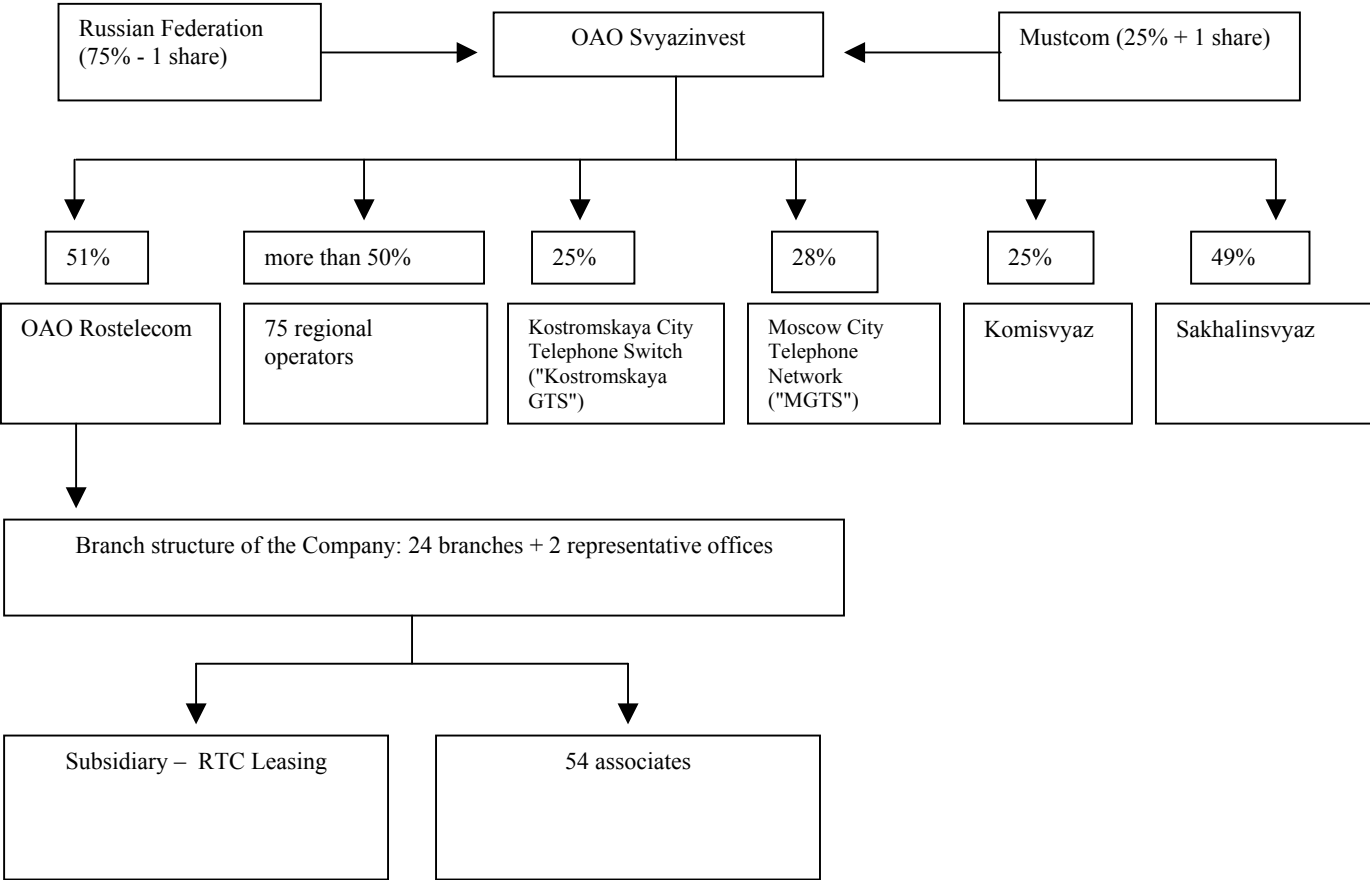 Russian Federation
(75% - 1 share)
OAO Svyazinvest
Mustcom (25% + 1 share)
51%
more than 50%
25%
28%
25%
49%
OAO Rostelecom
75 regional
operators
Kostromskaya City
Telephone Switch
("Kostromskaya
GTS")
Moscow City
Telephone
Network
("MGTS")
Komisvyaz
Sakhalinsvyaz
Branch structure of the Company: 24 branches + 2 representative offices
Subsidiary – RTC Leasing
54 associates